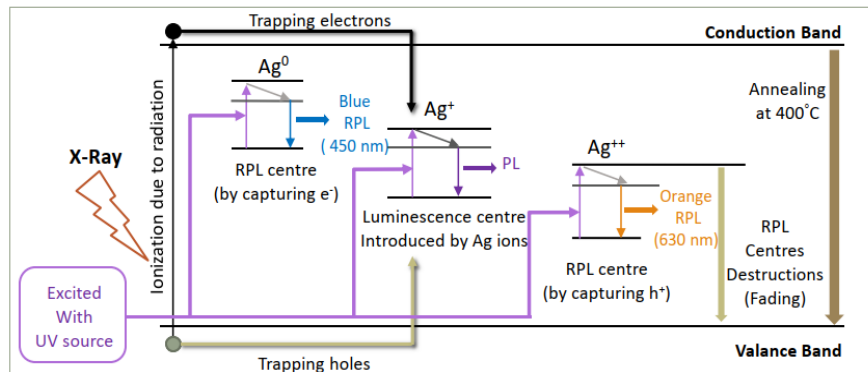 Trapping electrons
Conduction Band
Ag⁰
Blue
RPL
( 450 nm)
RPL centre
(by capturing e⁻)
Ag⁺
PL
Luminescence centre
Introduced by Ag ions
Ag⁺⁺
Orange
RPL
(630 nm)
RPL centre
(by capturing h⁺)
Annealing
at 400°C
RPL
Centres
Destructions
(Fading)
X-Ray
Ionization due to radiation
Excited
With
UV source
Trapping holes
Valance Band